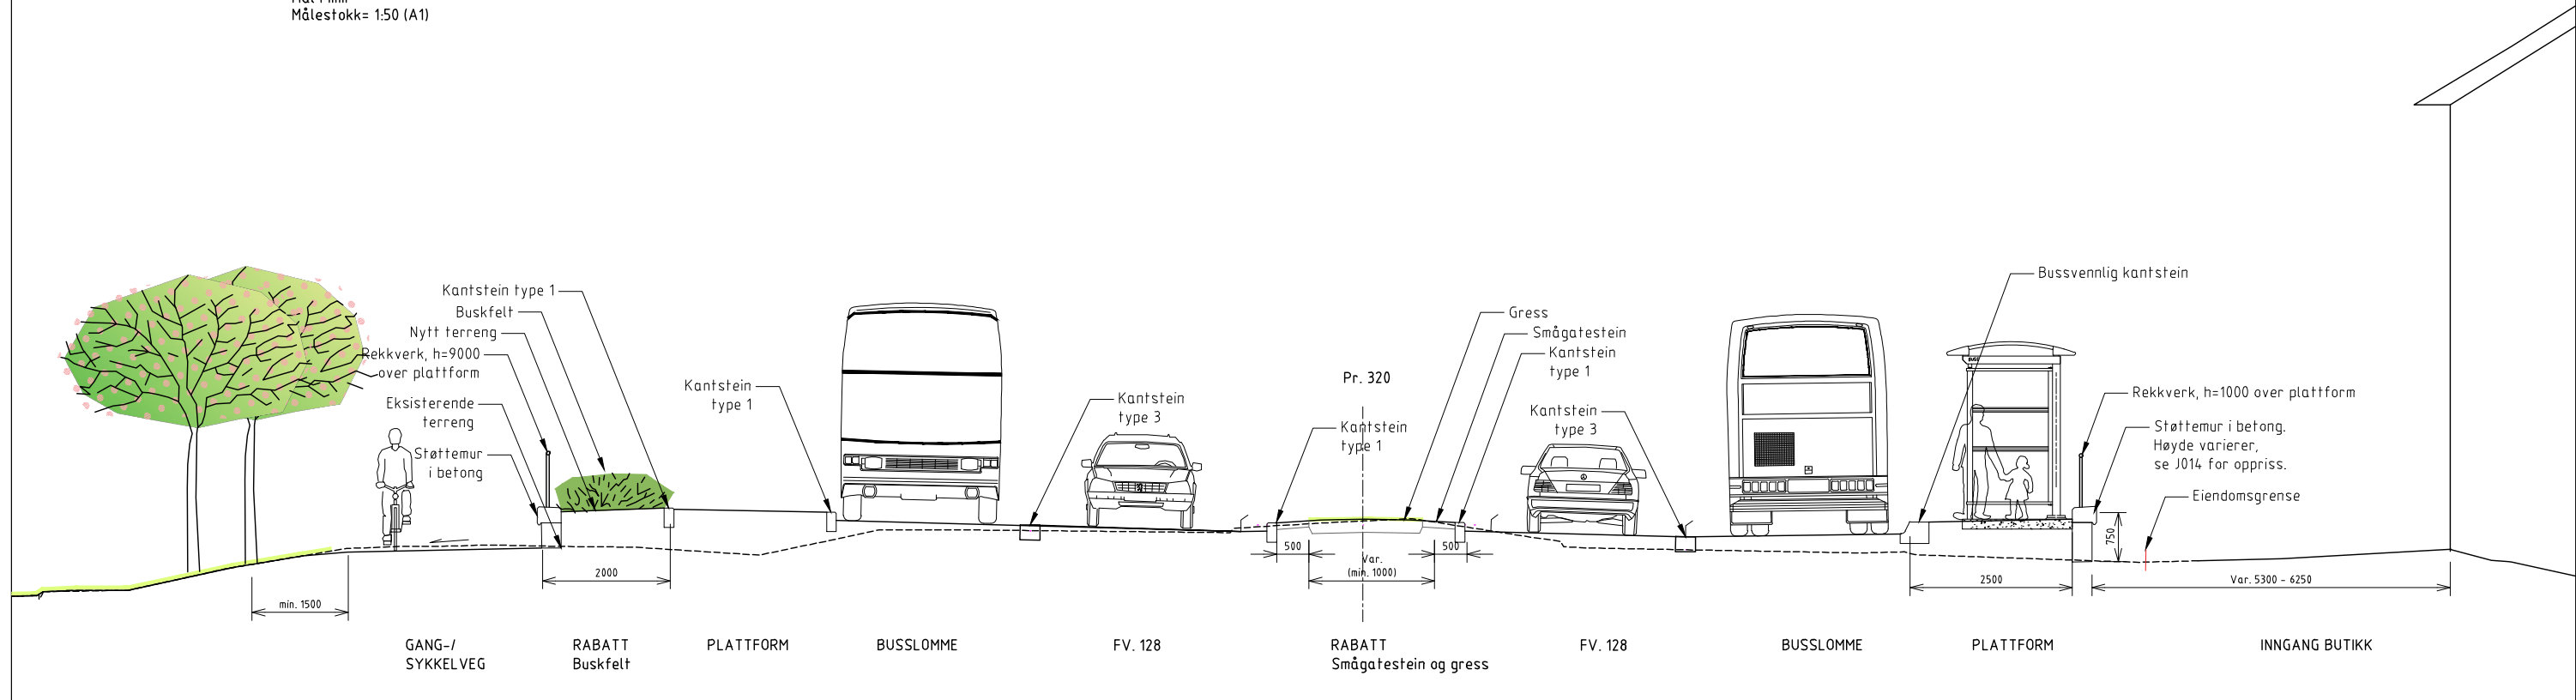 Målestokk= 1:50 (A1)
Kantstein type 1
Buskfelt
Nytt terreng
Rekkverk, h=9000
over plattform
Eksisterende
terreng
Støttemur
i betong
Kantstein
type 1
Kantstein
type 3
Pr. 320
Kantstein
type 1
Gress
Smågatestein
Kantstein
type 1
Kantstein
type 3
Bussvennlig kantstein
Rekkverk, h=1000 over plattform
Støttemur i betong.
Høyde varierer,
se J014 for oppriss.
Eiendomsgrense
min. 1500
2000
500
Var.
(min. 1000)
500
2500
750
Var. 5300 - 6250
GANG-/
SYKKELVEG
RABATT
Buskfelt
PLATTFORM
BUSSLOMME
FV. 128
RABATT
Smågatestein og gress
FV. 128
BUSSLOMME
PLATTFORM
INNGANG BUTIKK